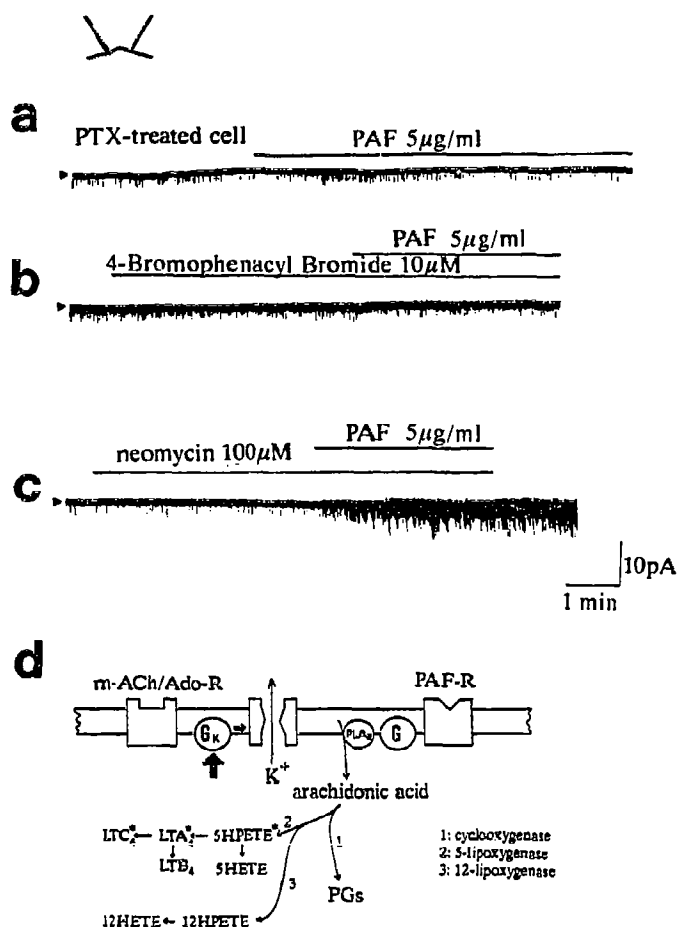 a
PTX-treated cell
PAF 5μg/ml
b
PAF 5μg/ml
4-Bromophenacyl Bromide 10μM
c
neomycin 100μM
PAF 5μg/ml
10pA
1 min
d
m-ACh/Ado-R
PAF-R
GK
PLA2
G
K+
arachidonic acid
LTC4* ← LTA4* ← 5HPETE* 2
1
LTB4
5HETE
3
PGs
12HETE ← 12HPETE
1: cyclooxygenase
2: 5-lipoxygenase
3: 12-lipoxygenase